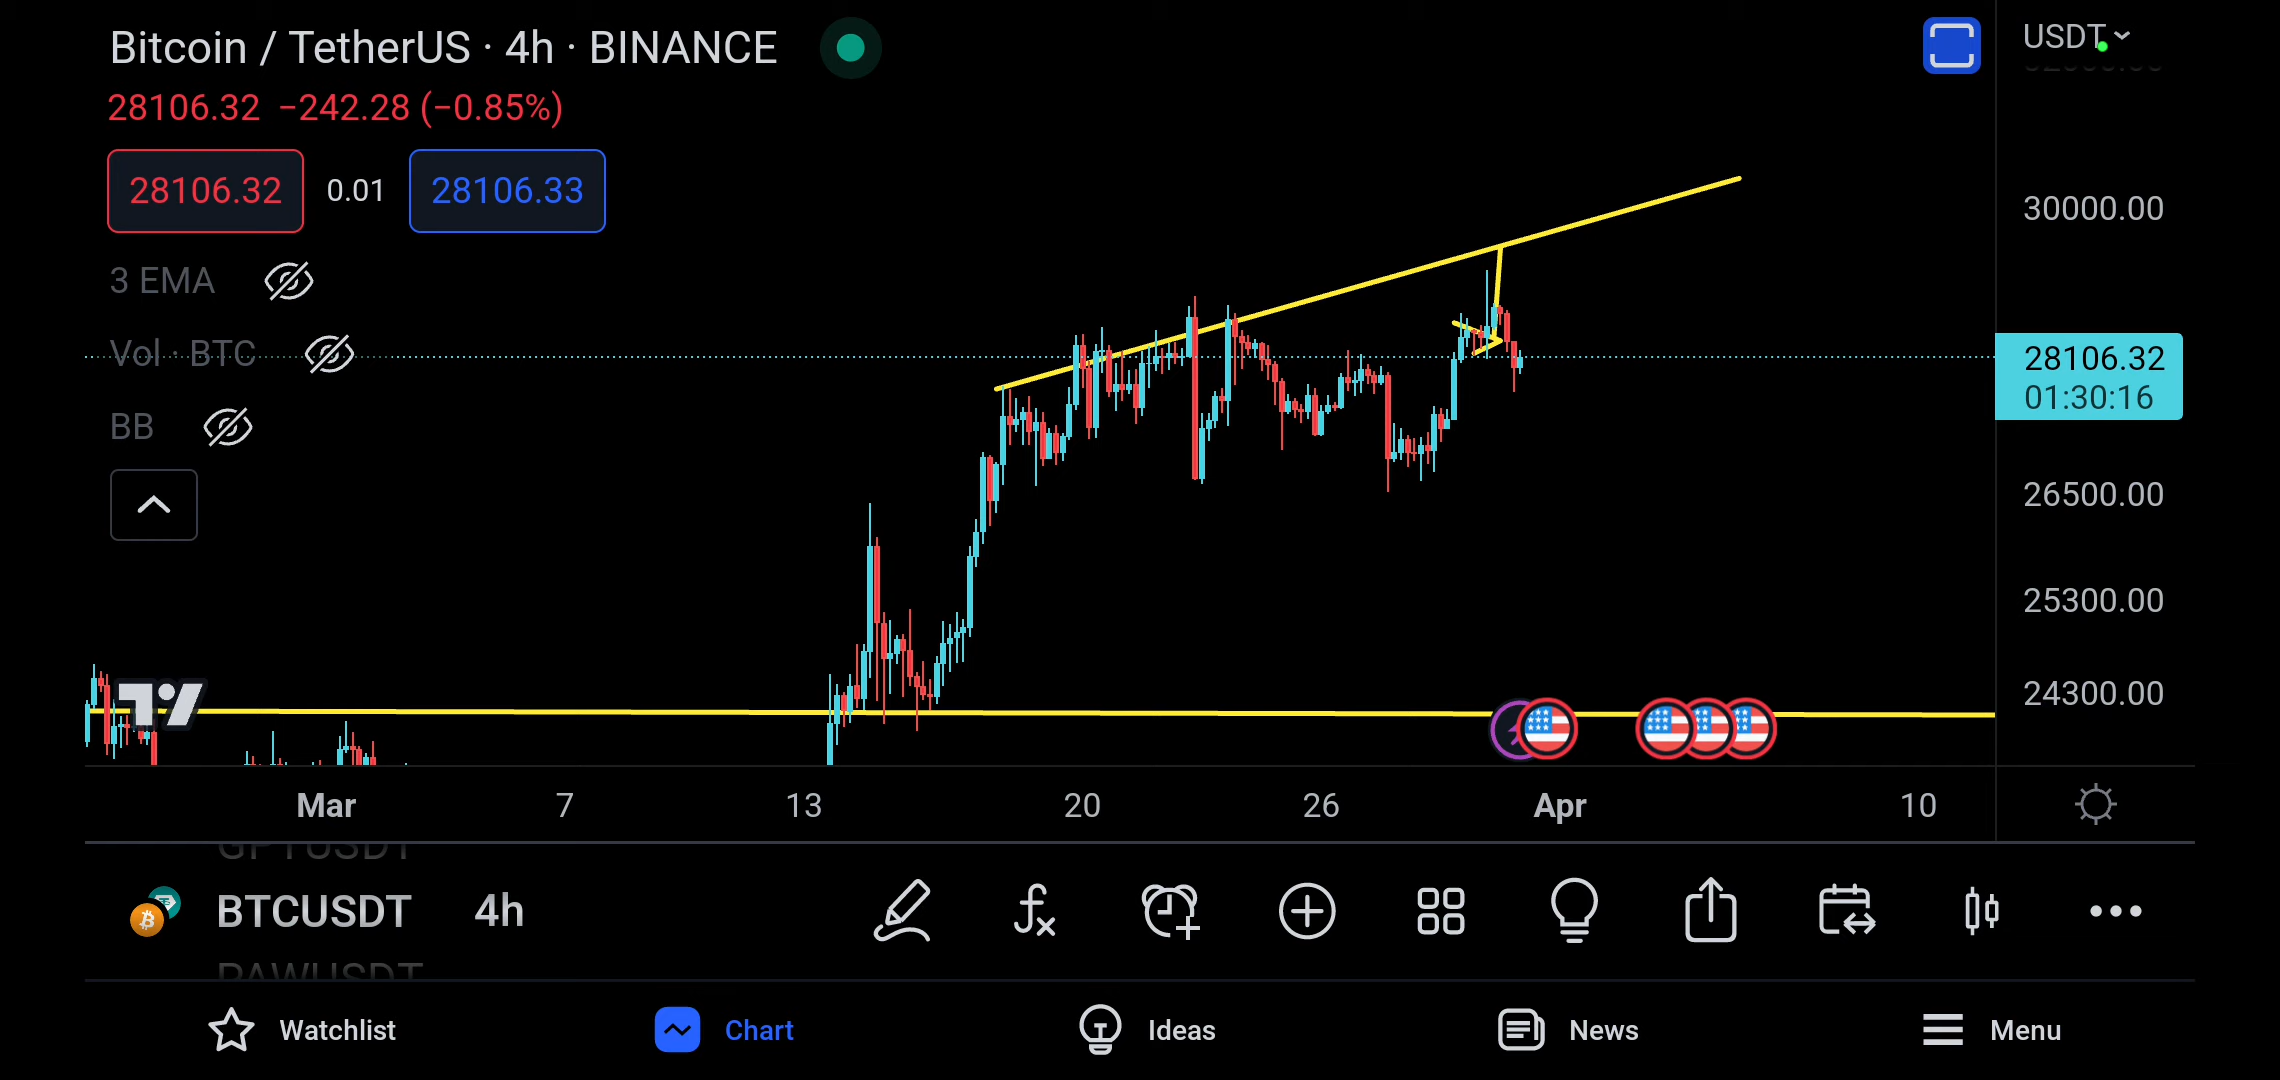 Bitcoin / TetherUS · 4h · BINANCE
USDT
28106.32 −242.28 (−0.85%)
28106.32 0.01 28106.33
30000.00
3 EMA
Vol · BTC
28106.32
01:30:16
BB
26500.00
25300.00
24300.00
Mar 7 13 20 26 Apr 10
BTCUSDT 4h
Watchlist Chart Ideas News Menu